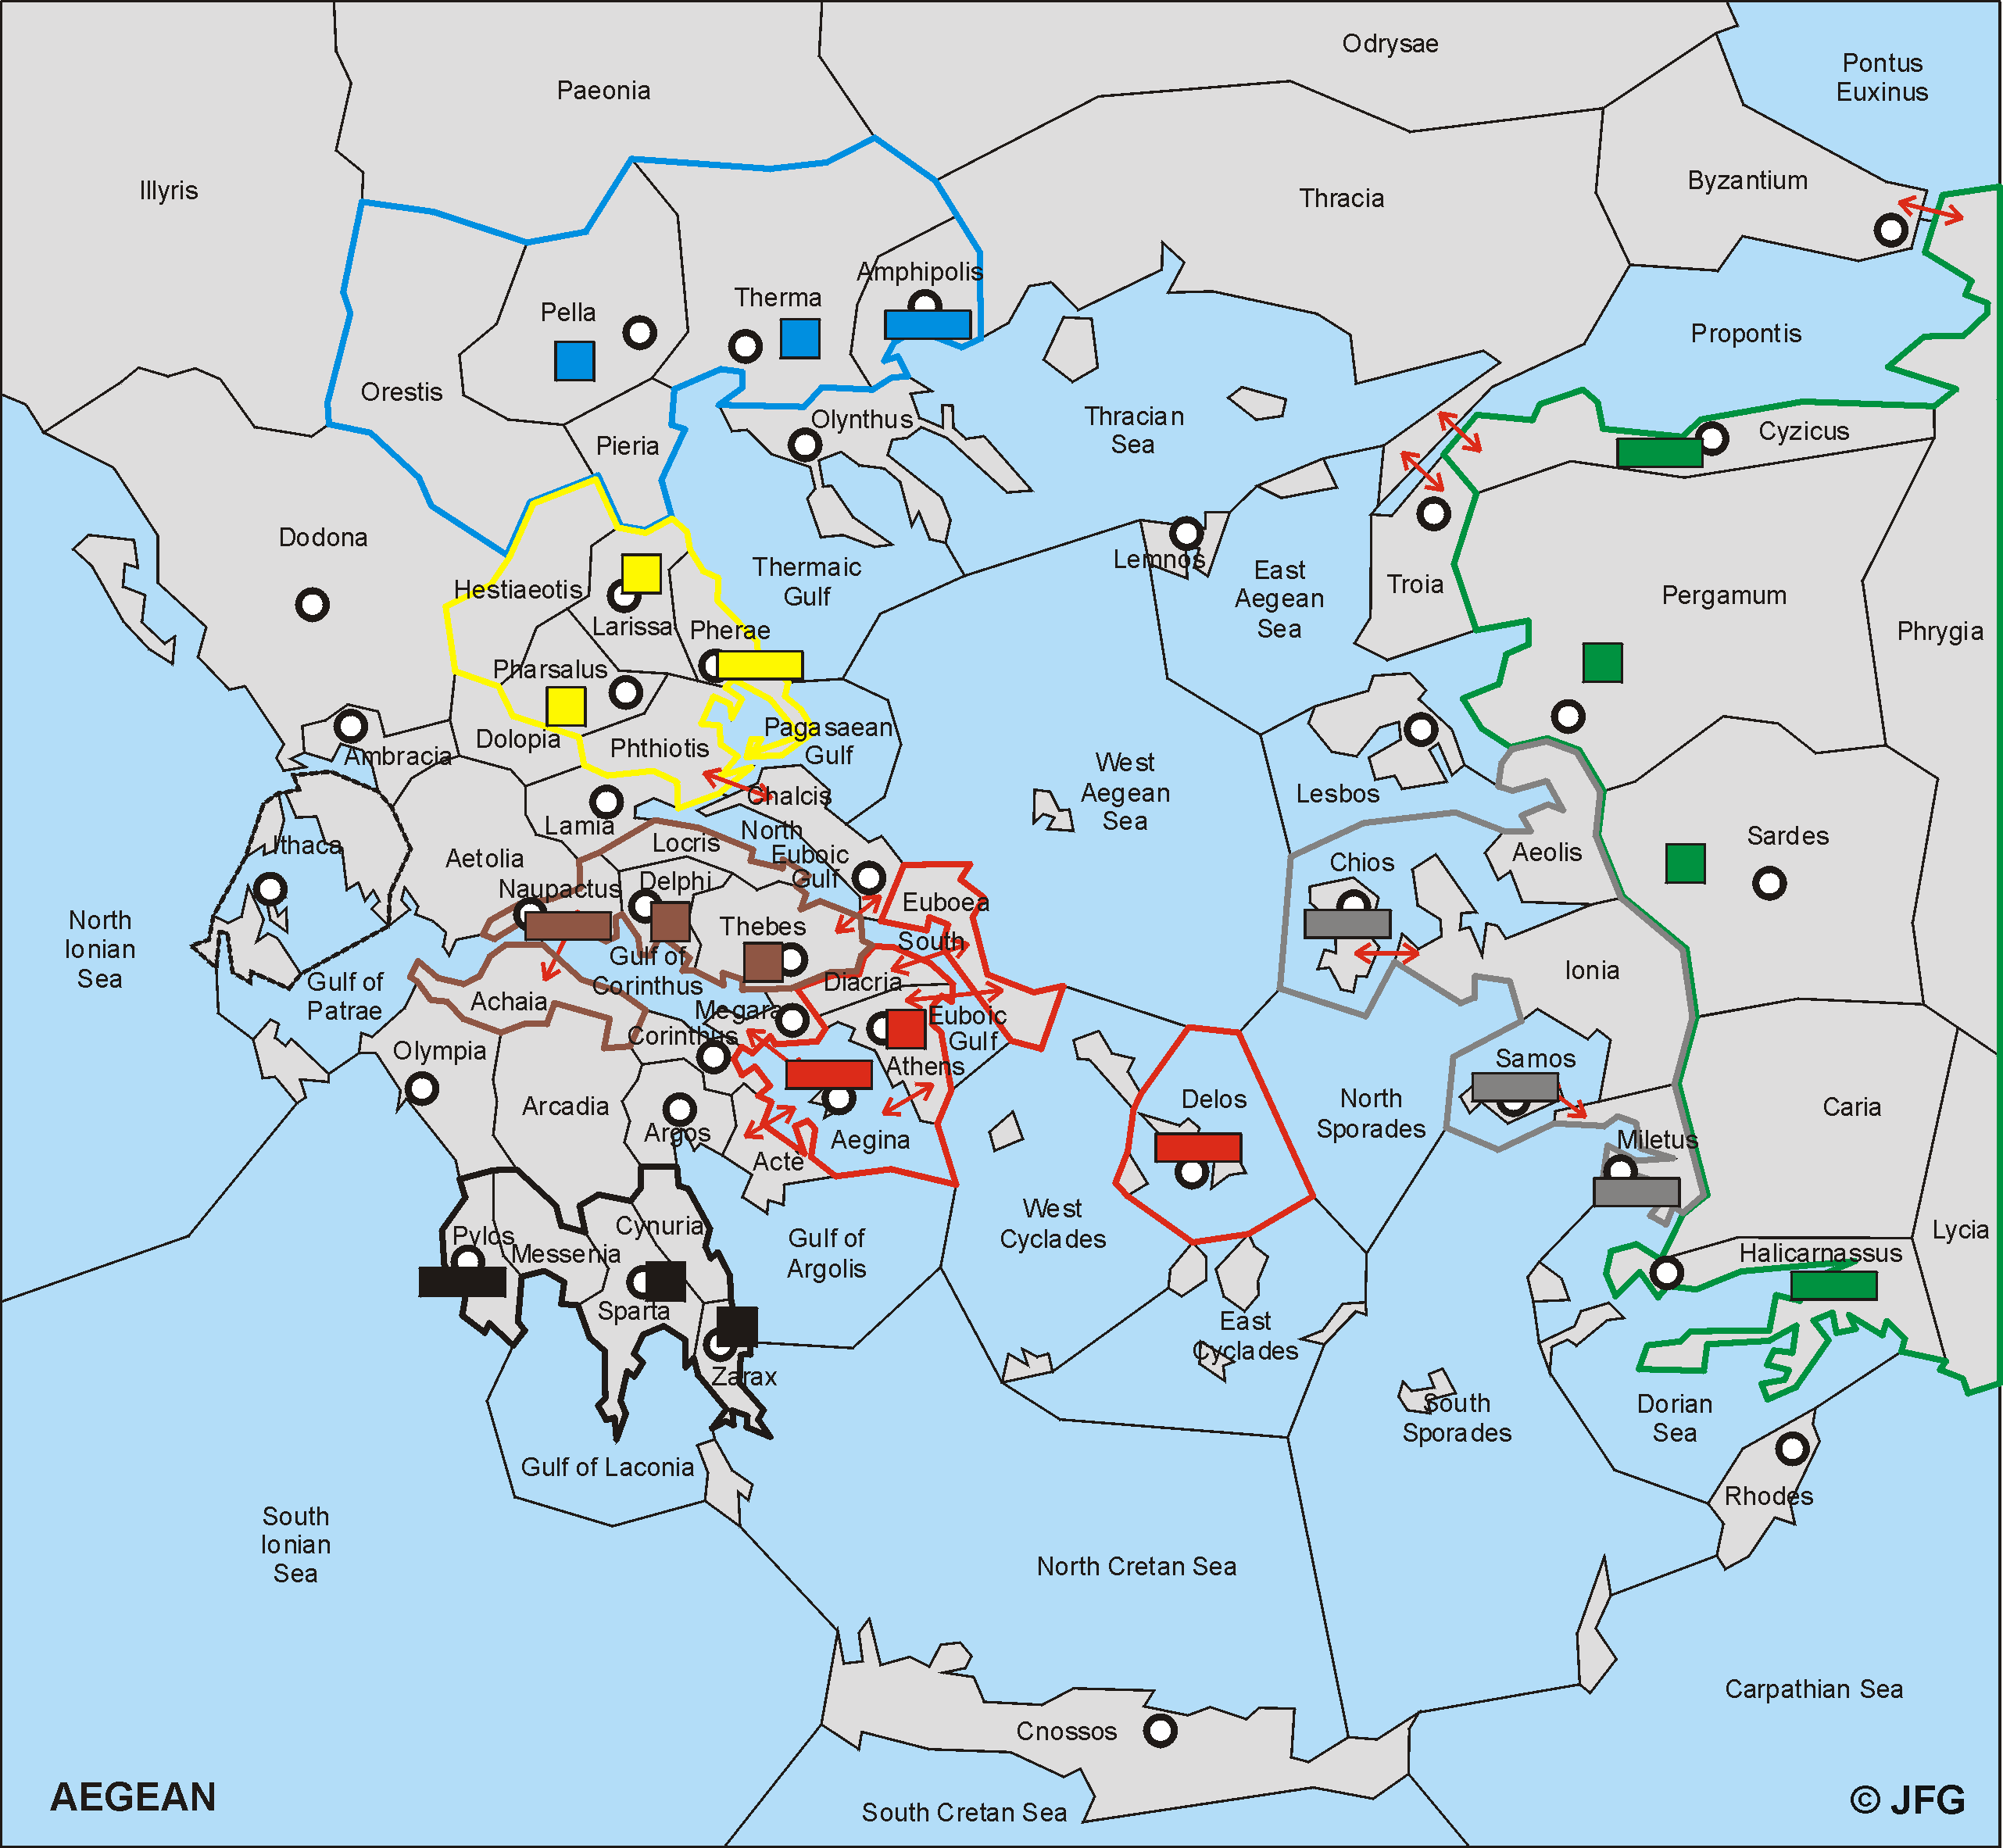 Odrysae
Pontus
Euxinus
Paeonia
Illyris
Byzantium
Thracia
Amphipolis
Therma
Pella
Propontis
Orestis
Olynthus
Thracian
Sea
Cyzicus
Pieria
Dodona
Lemnos
Thermaic
Gulf
East
Aegean
Sea
Troia
Pergamum
Hestiaeotis
Larissa
Pherae
Phrygia
Pharsalus
Dolopia
Phthiotis
Pagasaean
Gulf
Ambracia
West
Aegean
Sea
Lesbos
Chalcis
Lamia
North
Euboic
Gulf
Locris
Ithaca
Aetolia
Sardes
Aeolis
Chios
Naupactus
Delphi
Euboea
Thebes
South
Euboic
Gulf
North
Ionian
Sea
Gulf of
Corinthus
Ionia
Gulf of
Patrae
Diacria
Achaia
Megara
Corinthus
Olympia
Athens
Samos
Delos
North
Sporades
Arcadia
Caria
Argos
Aegina
Miletus
Acte
West
Cyclades
Cynuria
Pylos
Messenia
Gulf of
Argolis
Lycia
Halicarnassus
Sparta
East
Cyclades
Zarax
South
Sporades
Dorian
Sea
Gulf of Laconia
Rhodes
South
Ionian
Sea
North Cretan Sea
Carpathian Sea
Cnossos
AEGEAN
South Cretan Sea
© JFG